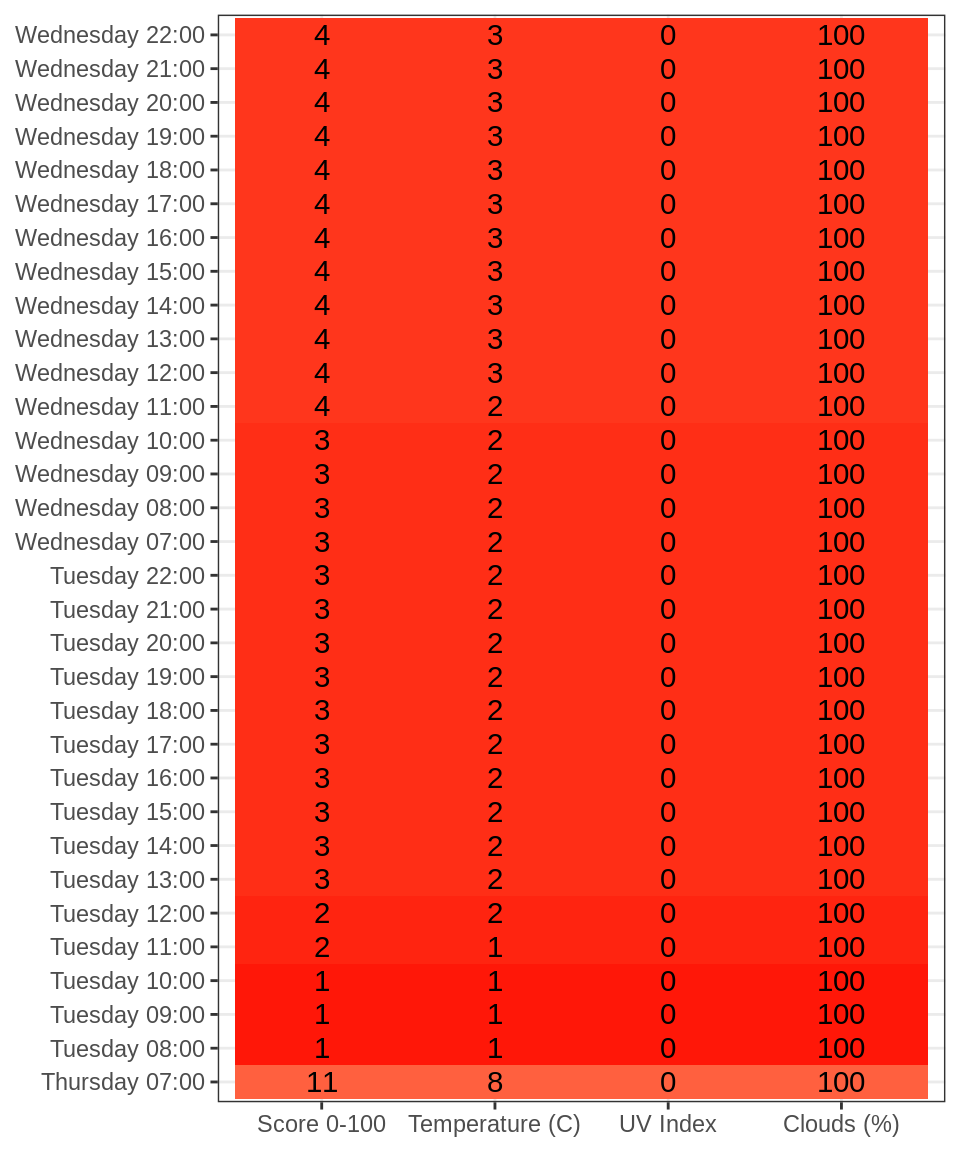 Wednesday 22:00 4 3 0 100
Wednesday 21:00 4 3 0 100
Wednesday 20:00 4 3 0 100
Wednesday 19:00 4 3 0 100
Wednesday 18:00 4 3 0 100
Wednesday 17:00 4 3 0 100
Wednesday 16:00 4 3 0 100
Wednesday 15:00 4 3 0 100
Wednesday 14:00 4 3 0 100
Wednesday 13:00 4 3 0 100
Wednesday 12:00 4 3 0 100
Wednesday 11:00 4 2 0 100
Wednesday 10:00 3 2 0 100
Wednesday 09:00 3 2 0 100
Wednesday 08:00 3 2 0 100
Wednesday 07:00 3 2 0 100
Tuesday 22:00 3 2 0 100
Tuesday 21:00 3 2 0 100
Tuesday 20:00 3 2 0 100
Tuesday 19:00 3 2 0 100
Tuesday 18:00 3 2 0 100
Tuesday 17:00 3 2 0 100
Tuesday 16:00 3 2 0 100
Tuesday 15:00 3 2 0 100
Tuesday 14:00 3 2 0 100
Tuesday 13:00 3 2 0 100
Tuesday 12:00 2 2 0 100
Tuesday 11:00 2 1 0 100
Tuesday 10:00 1 1 0 100
Tuesday 09:00 1 1 0 100
Tuesday 08:00 1 1 0 100
Thursday 07:00 11 8 0 100
Score 0-100 Temperature (C) UV Index Clouds (%)